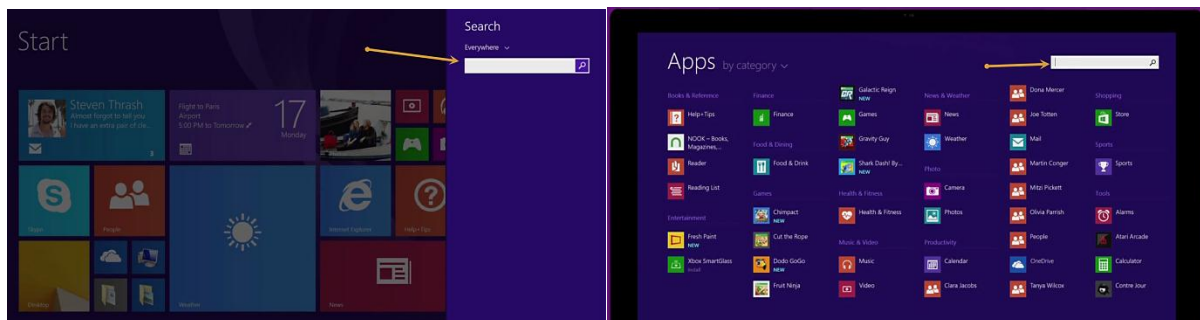 Start
Search
Everywhere
Steven Thrash
Almost forgot to tell you
I have an extra pair of cle...
3
Flight to Paris
Airport
5:00 PM to Tomorrow
17
Monday
Skype
People
Internet Explorer
Help+Tips
Desktop
Weather
News
Apps by category
Books & Reference
Help+Tips
NOOK – Books,
Magazines,...
Reader
Reading List
Entertainment
Fresh Paint
NEW
Xbox SmartGlass
Install
Finance
Finance
Food & Dining
Food & Drink
Games
Chimpact
NEW
Cut the Rope
Dodo GoGo
NEW
Fruit Ninja
Galactic Reign
NEW
Games
Gravity Guy
Shark Dash! By...
NEW
Health & Fitness
Health & Fitness
Music & Video
Music
Video
News & Weather
News
Weather
Photo
Camera
Photos
Productivity
Calendar
Clara Jacobs
Dona Mercer
Joe Totten
Mail
Martin Conger
Mitzi Pickett
Olivia Parrish
People
OneDrive
Tanya Wilcox
Shopping
Store
Sports
Sports
Tools
Alarms
Atari Arcade
Calculator
Contre Jour